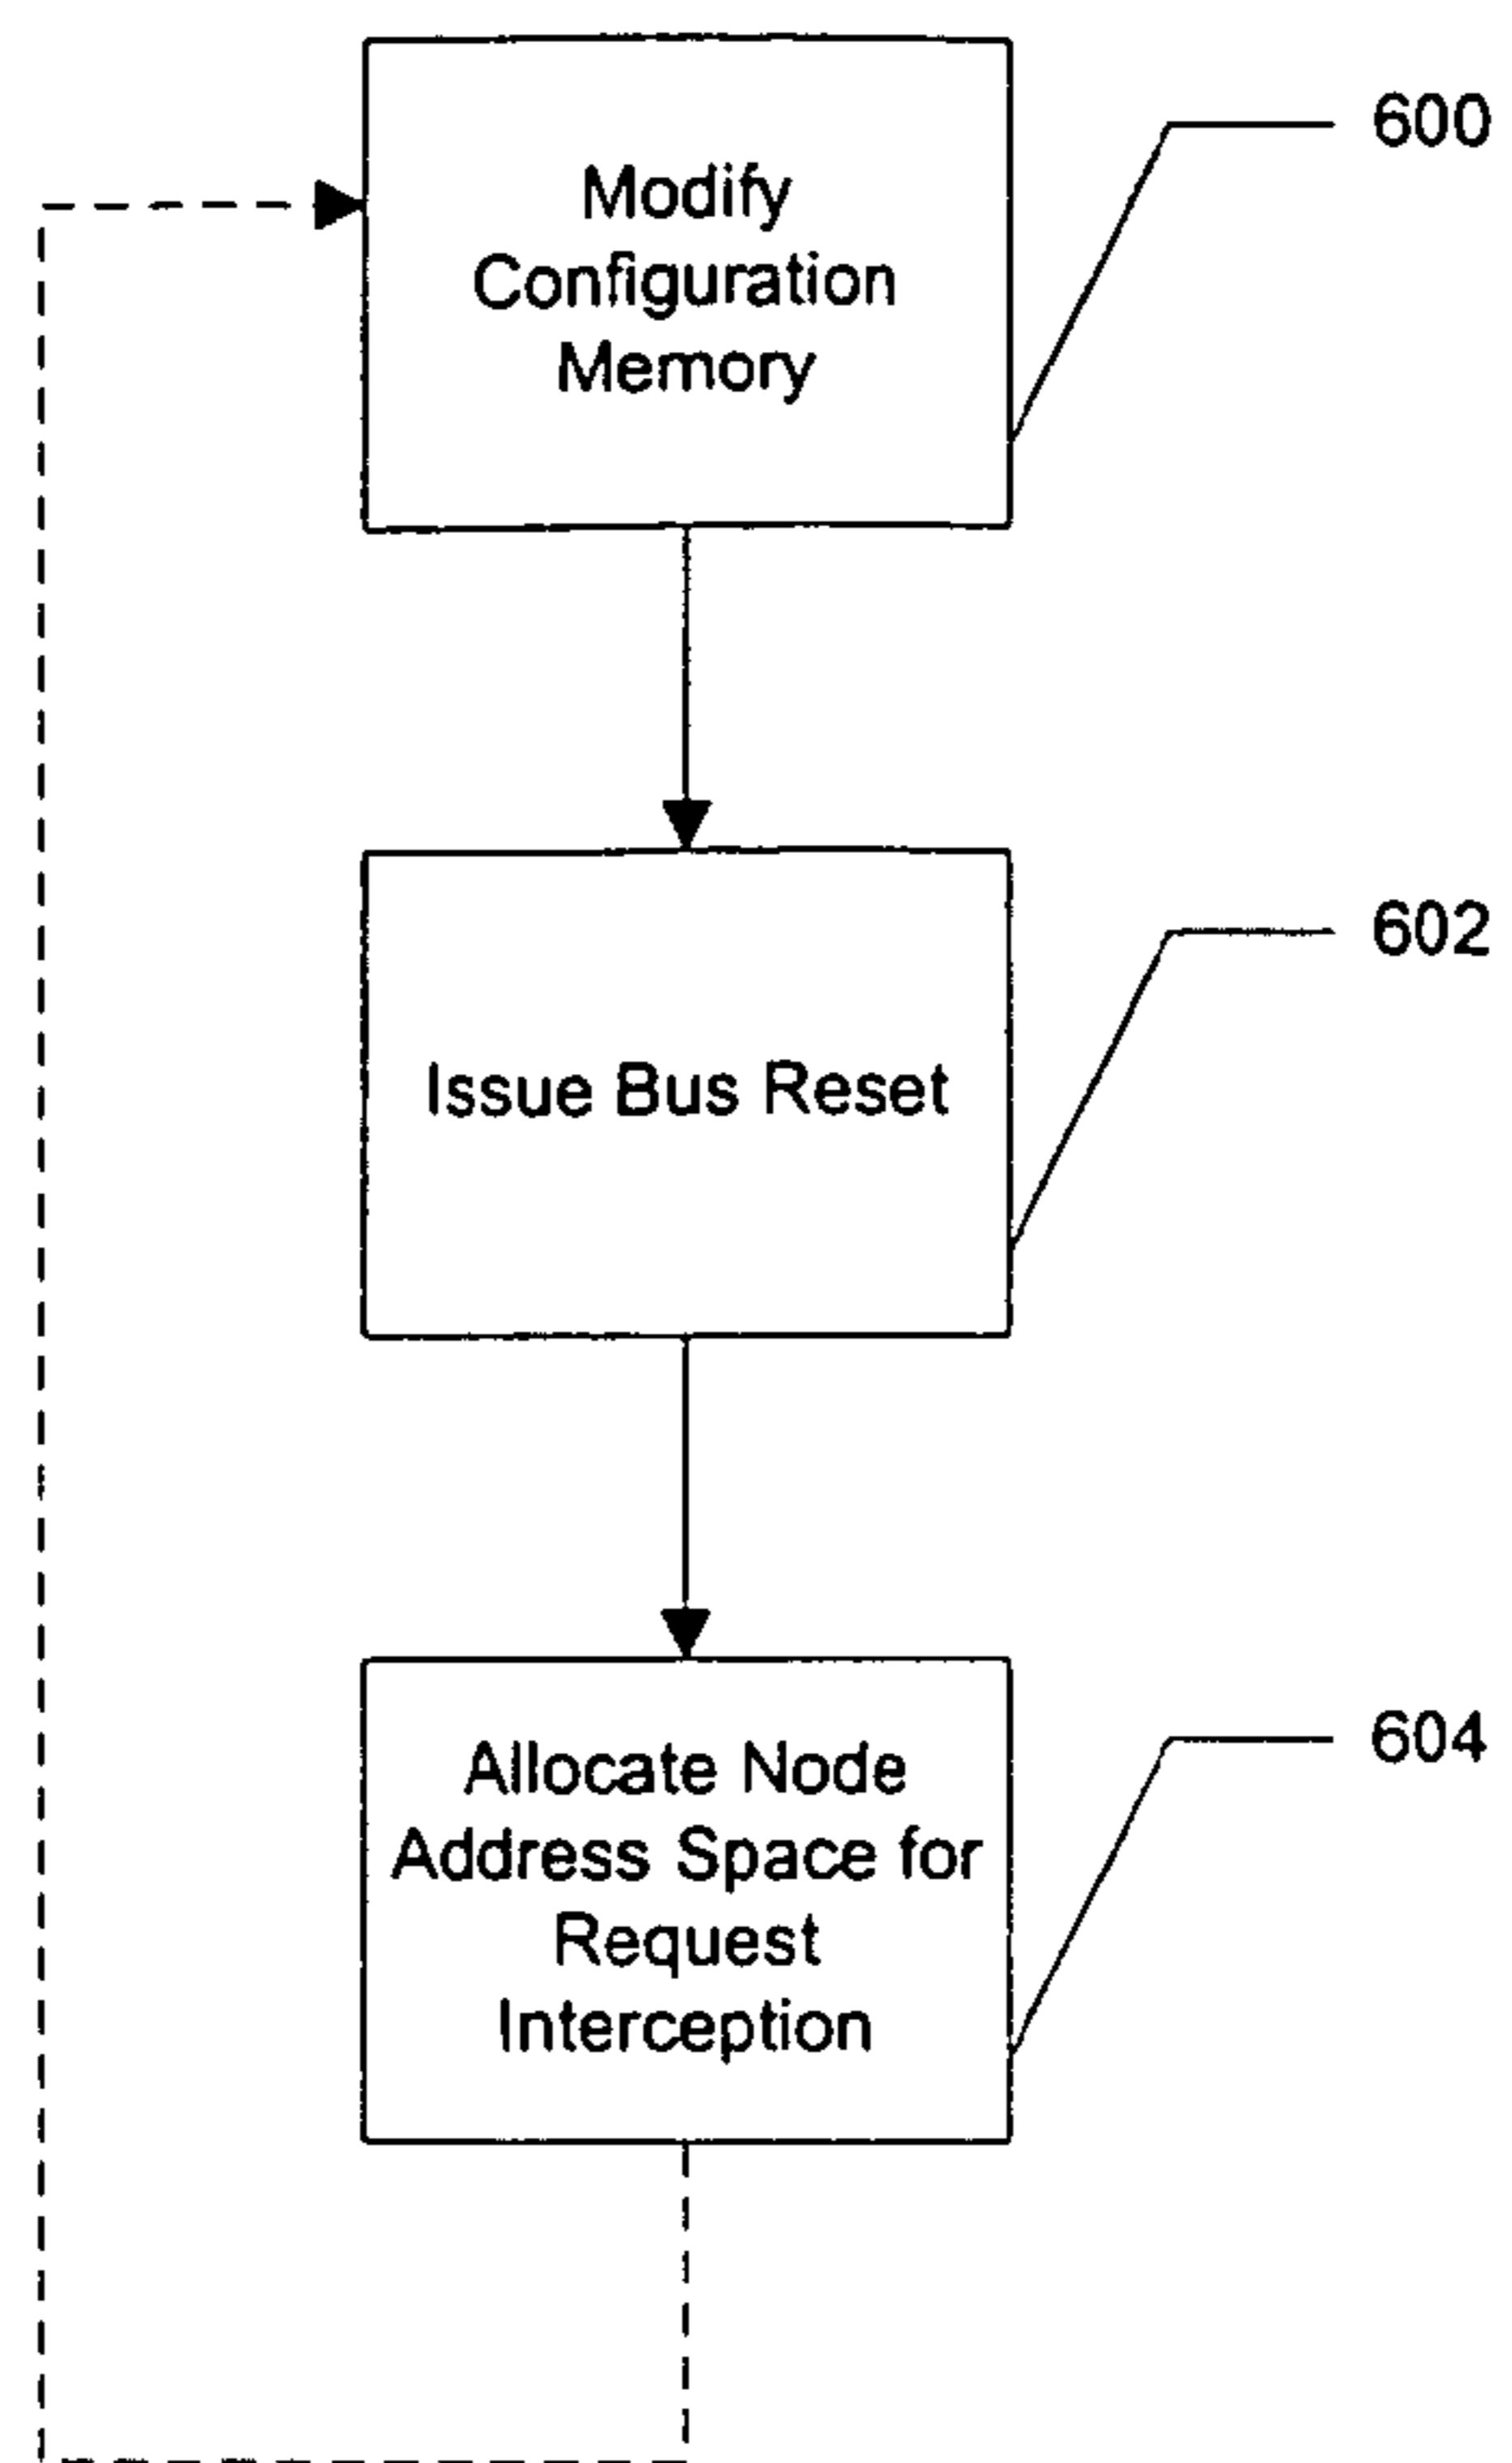 600
Modify
Configuration
Memory
602
Issue Bus Reset
604
Allocate Node
Address Space for
Request
Interception